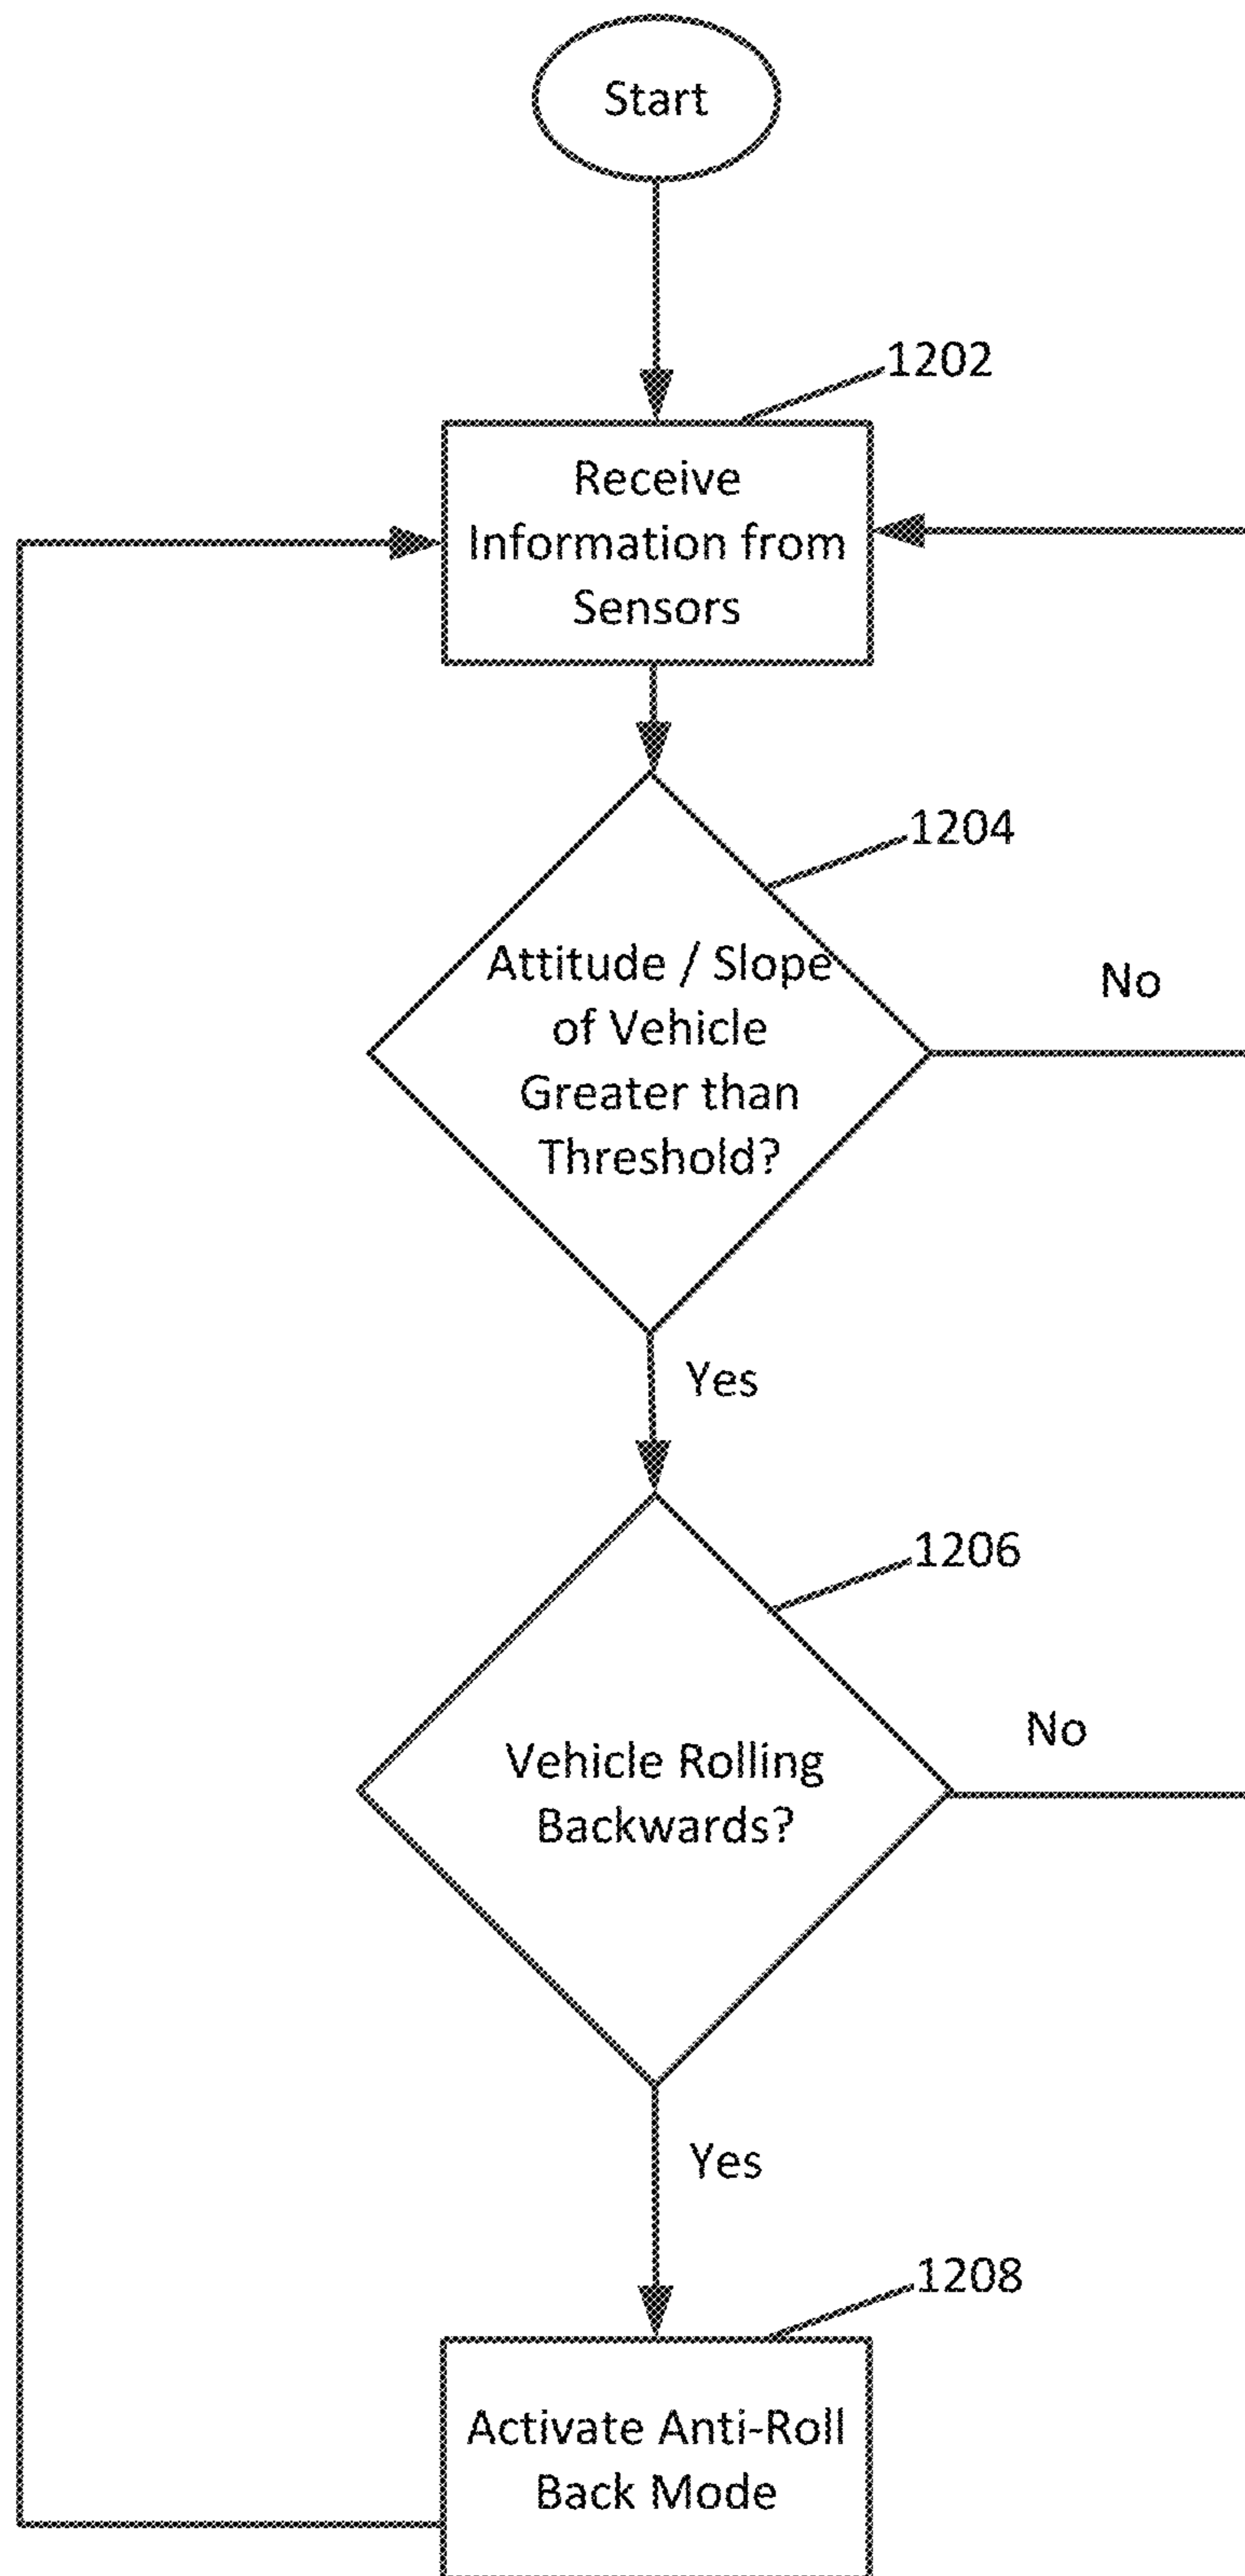 Start
1202
Receive
Information from
Sensors
1204
Attitude / Slope
of Vehicle
Greater than
Threshold?
No
Yes
1206
Vehicle Rolling
Backwards?
No
Yes
1208
Activate Anti-Roll
Back Mode